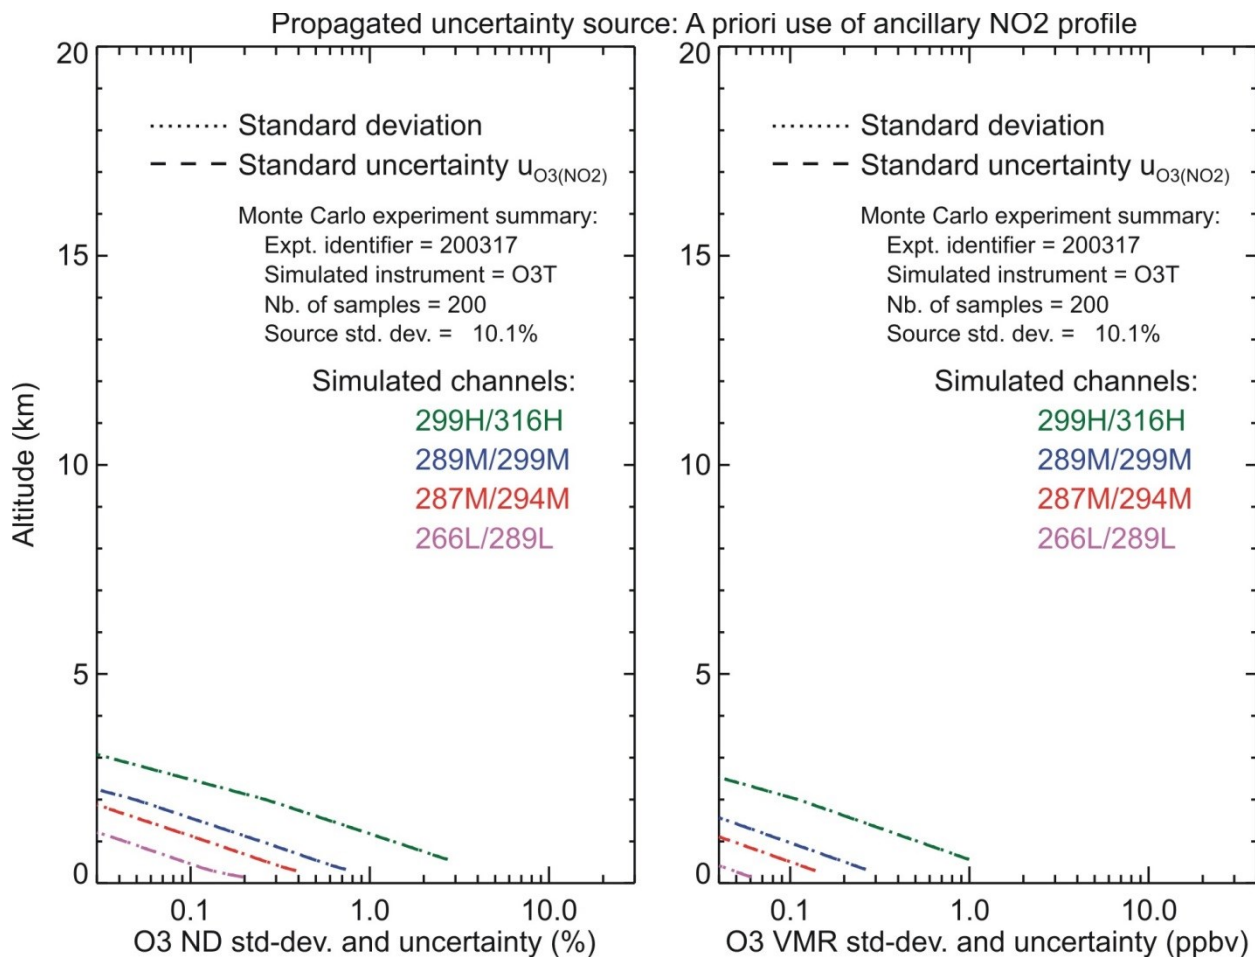 Propagated uncertainty source: A priori use of ancillary NO2 profile
20
15
10
5
0
Altitude (km)
Standard deviation
Standard uncertainty uO3(NO2)
Monte Carlo experiment summary:
Expt. identifier = 200317
Simulated instrument = O3T
Nb. of samples = 200
Source std. dev. = 10.1%
Simulated channels:
299H/316H
289M/299M
287M/294M
266L/289L
0.1 1.0 10.0
O3 ND std-dev. and uncertainty (%)
20
15
10
5
0
Standard deviation
Standard uncertainty uO3(NO2)
Monte Carlo experiment summary:
Expt. identifier = 200317
Simulated instrument = O3T
Nb. of samples = 200
Source std. dev. = 10.1%
Simulated channels:
299H/316H
289M/299M
287M/294M
266L/289L
0.1 1.0 10.0
O3 VMR std-dev. and uncertainty (ppbv)